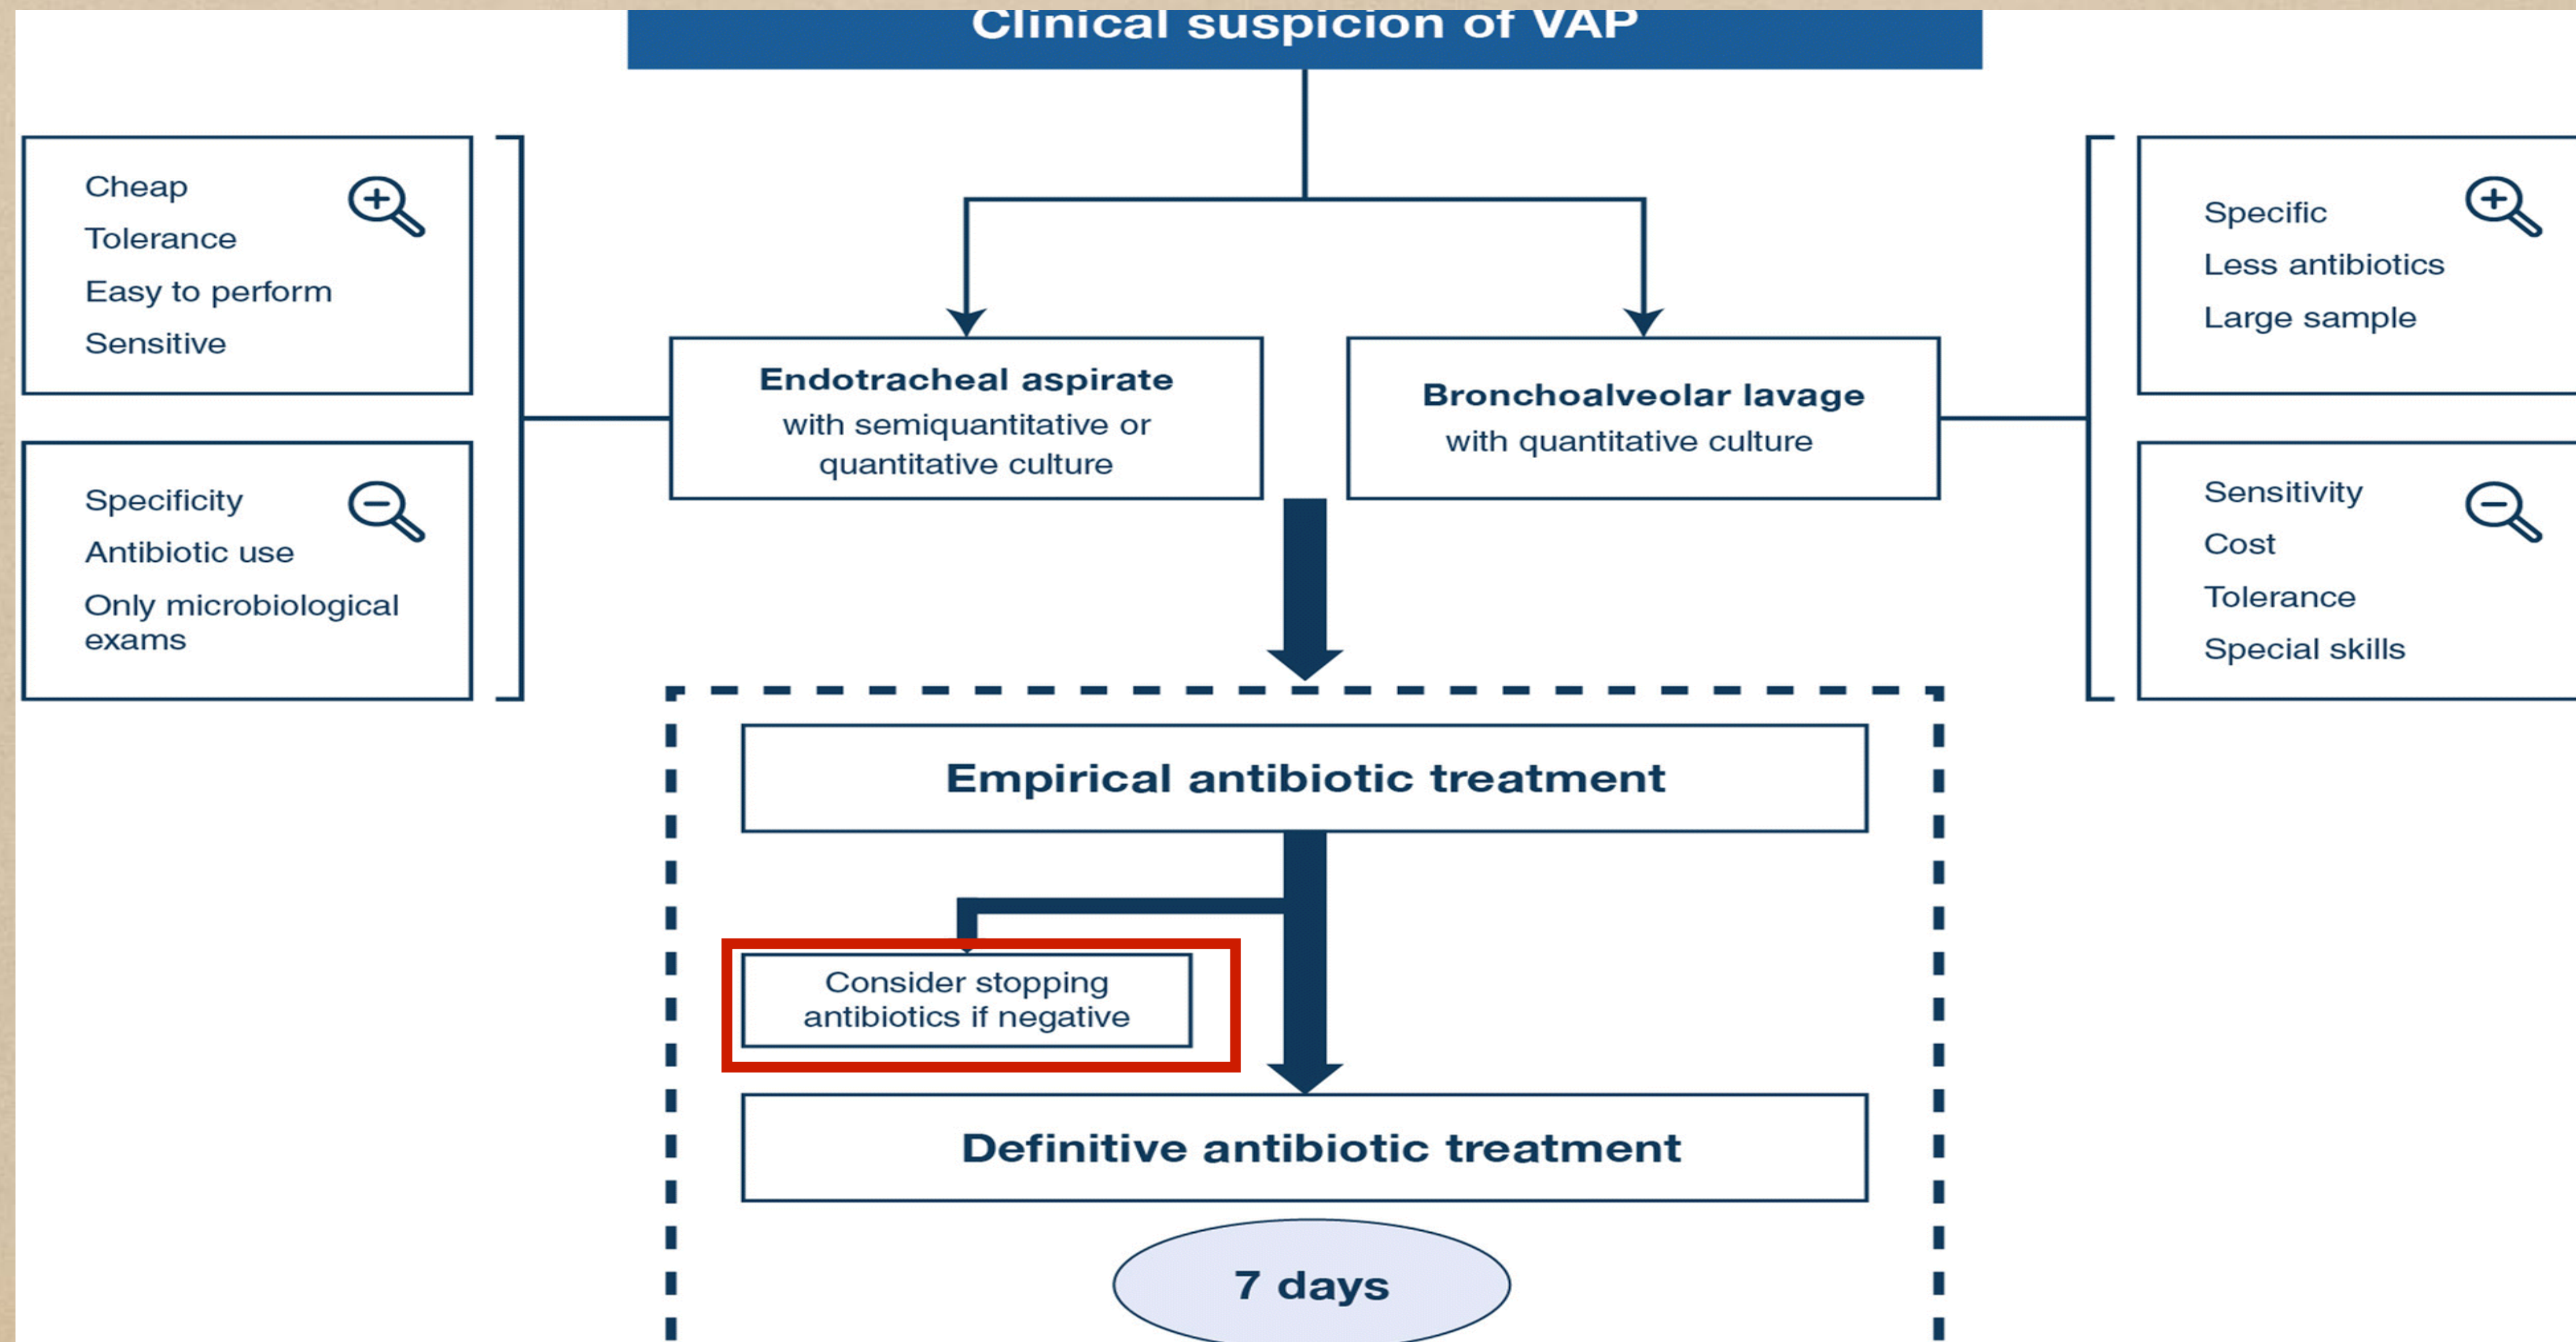 Clinical suspicion of VAP
Cheap
Tolerance
Easy to perform
Sensitive
Specificity
Antibiotic use
Only microbiological
exams
Endotracheal aspirate
with semiquantitative or
quantitative culture
Bronchoalveolar lavage
with quantitative culture
Specific
Less antibiotics
Large sample
Sensitivity
Cost
Tolerance
Special skills
Empirical antibiotic treatment
Consider stopping
antibiotics if negative
Definitive antibiotic treatment
7 days